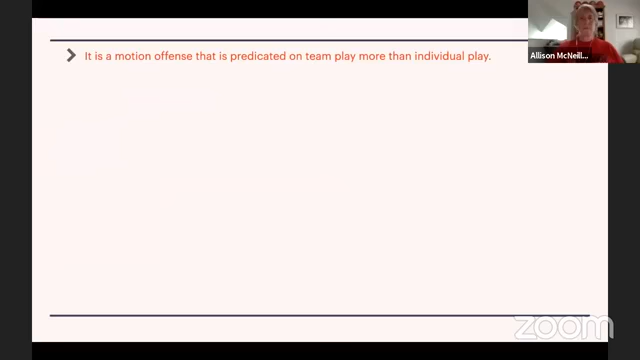 It is a motion offense that is predicated on team play more than individual play.
Allison McNeill...
zoom